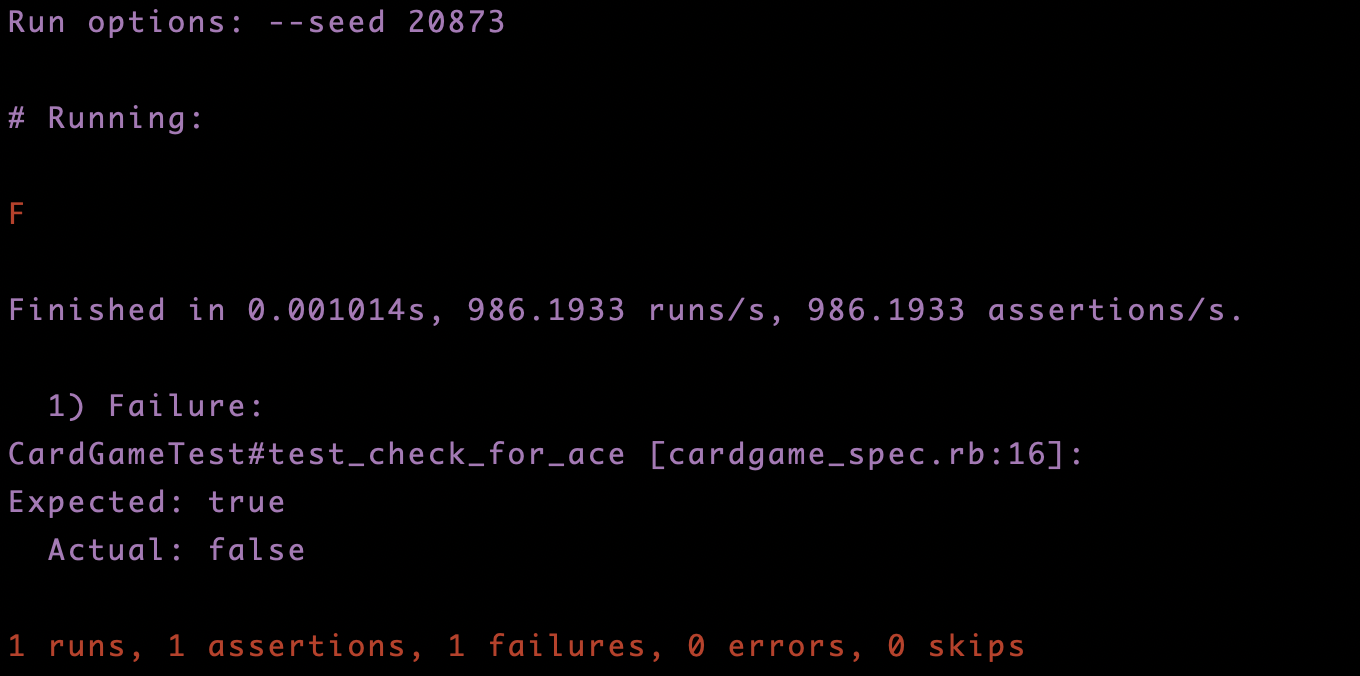 Run options: --seed 20873
# Running:
F
Finished in 0.001014s, 986.1933 runs/s, 986.1933 assertions/s.
1) Failure:
CardGameTest#test_check_for_ace [cardgame_spec.rb:16]:
Expected: true
Actual: false
1 runs, 1 assertions, 1 failures, 0 errors, 0 skips